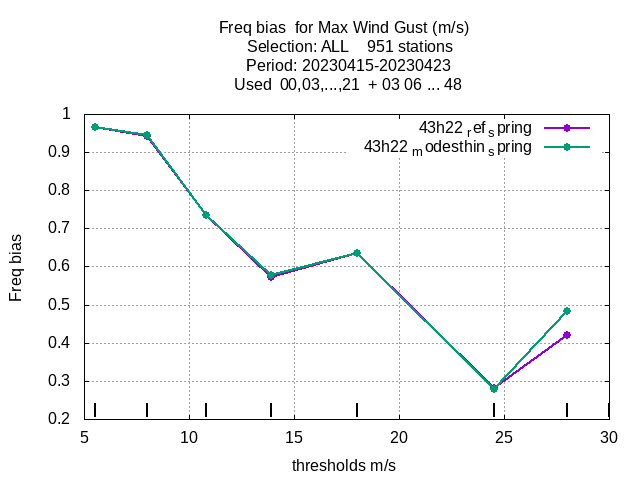 Freq bias  for Max Wind Gust (m/s)
Selection: ALL    951 stations
Period: 20230415-20230423
Used  00,03,...,21  + 03 06 ... 48
43h22 ref spring
43h22 modesthin spring
1
0.9
0.8
0.7
0.6
0.5
0.4
0.3
0.2
Freq bias
5 10 15 20 25 30
thresholds m/s